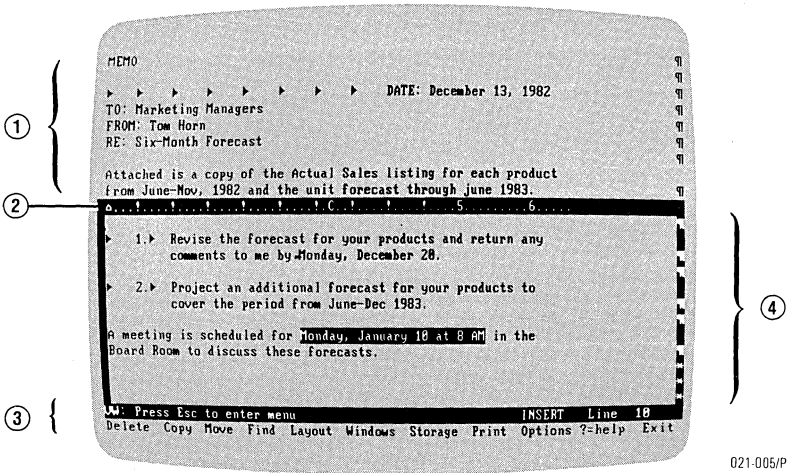 MEMO ¶
¶
▸ ▸ ▸ ▸ ▸ ▸ ▸ ▸ DATE: December 13, 1982 ¶
TO: Marketing Managers ¶
FROM: Tom Horn ¶
RE: Six-Month Forecast ¶
¶
Attached is a copy of the Actual Sales listing for each product
from June-Nov, 1982 and the unit forecast through june 1983. ¶
①
②
▸ 1.▸ Revise the forecast for your products and return any
comments to me by Monday, December 20.
▸ 2.▸ Project an additional forecast for your products to
cover the period from June-Dec 1983.
A meeting is scheduled for Monday, January 10 at 8 AM in the
Board Room to discuss these forecasts.
④
③
VW: Press Esc to enter menu INSERT Line 10
Delete Copy Move Find Layout Windows Storage Print Options ?=help Exit
021-005/P